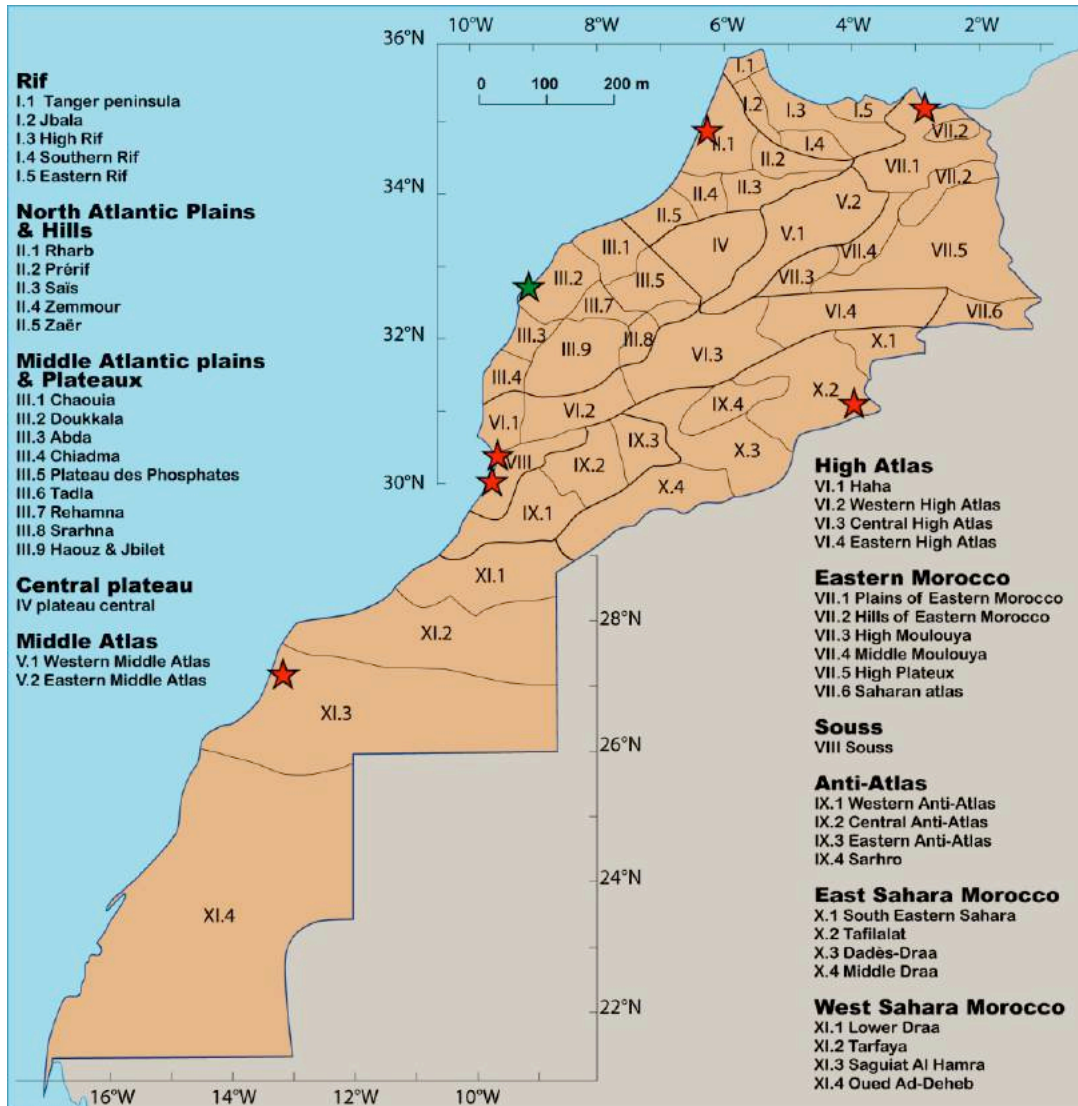 10°W 8°W 6°W 4°W 2°W
36°N
0 100 200 m
Rif
I.1 Tanger peninsula
I.2 Jbala
I.3 High Rif
I.4 Southern Rif
I.5 Eastern Rif
North Atlantic Plains
& Hills
II.1 Rharb
II.2 Prérif
II.3 Saïs
II.4 Zemmour
II.5 Zaër
Middle Atlantic plains
& Plateaux
III.1 Chaouia
III.2 Doukkala
III.3 Abda
III.4 Chiadma
III.5 Plateau des Phosphates
III.6 Tadla
III.7 Rehamna
III.8 Srarhna
III.9 Haouz & Jbilet
Central plateau
IV plateau central
Middle Atlas
V.1 Western Middle Atlas
V.2 Eastern Middle Atlas
I.1
I.2 I.3 I.5
II.1 I.4 VII.2
II.2 VII.1
34°N
II.4 II.3 VII.2
II.5 V.2
III.1 IV V.1
VII.4 VII.5
III.2 III.5 VII.3
III.7 VI.4 VII.6
32°N
III.3 III.8 X.1
III.9 VI.3
III.4 X.2
VI.1 VI.2 IX.4
VIII IX.3
IX.2 X.3
30°N
X.4
IX.1
XI.1
28°N
XI.2
XI.3
26°N
24°N
XI.4
22°N
16°W 14°W 12°W 10°W
High Atlas
VI.1 Haha
VI.2 Western High Atlas
VI.3 Central High Atlas
VI.4 Eastern High Atlas
Eastern Morocco
VII.1 Plains of Eastern Morocco
VII.2 Hills of Eastern Morocco
VII.3 High Moulouya
VII.4 Middle Moulouya
VII.5 High Plateux
VII.6 Saharan atlas
Souss
VIII Souss
Anti-Atlas
IX.1 Western Anti-Atlas
IX.2 Central Anti-Atlas
IX.3 Eastern Anti-Atlas
IX.4 Sarhro
East Sahara Morocco
X.1 South Eastern Sahara
X.2 Tafilalat
X.3 Dadès-Draa
X.4 Middle Draa
West Sahara Morocco
XI.1 Lower Draa
XI.2 Tarfaya
XI.3 Saguiat Al Hamra
XI.4 Oued Ad-Deheb